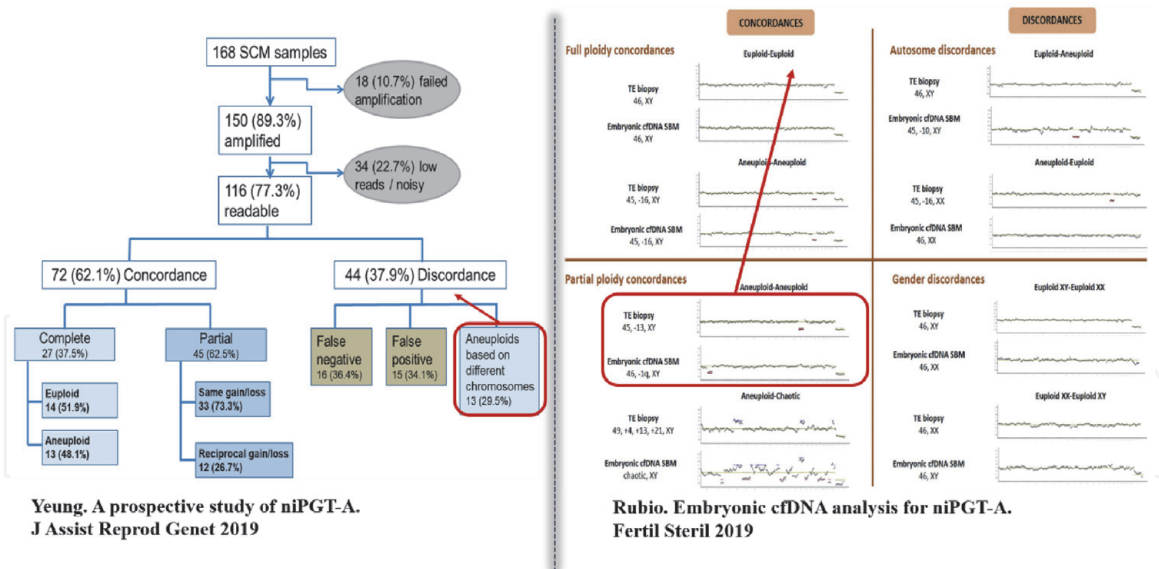 168 SCM samples
18 (10.7%) failed
amplification
150 (89.3%)
amplified
34 (22.7%) low
reads / noisy
116 (77.3%)
readable
72 (62.1%) Concordance
44 (37.9%) Discordance
Complete
27 (37.5%)
Partial
45 (62.5%)
Euploid
14 (51.9%)
Aneuploid
13 (48.1%)
Same gain/loss
33 (73.3%)
Reciprocal gain/loss
12 (26.7%)
False
negative
16 (36.4%)
False
positive
15 (34.1%)
Aneuploids
based on
different
chromosomes
13 (29.5%)
Yeung. A prospective study of niPGT-A.
J Assist Reprod Genet 2019
CONCORDANCES
DISCORDANCES
Full ploidy concordances
Euploid-Euploid
TE biopsy
46, XY
Embryonic cfDNA SBM
46, XY
Aneuploid-Aneuploid
TE biopsy
45, -16, XY
Embryonic cfDNA SBM
45, -16, XY
Autosome discordances
Euploid-Aneuploid
TE biopsy
46, XY
Embryonic cfDNA SBM
45, -10, XY
Aneuploid-Euploid
TE biopsy
45, -16, XX
Embryonic cfDNA SBM
46, XX
Partial ploidy concordances
Aneuploid-Aneuploid
TE biopsy
45, -13, XY
Embryonic cfDNA SBM
46, -1q, XY
Aneuploid-Chaotic
TE biopsy
49, +4, +13, +21, XY
Embryonic cfDNA SBM
chaotic, XY
Gender discordances
Euploid XY-Euploid XX
TE biopsy
46, XY
Embryonic cfDNA SBM
46, XX
Euploid XX-Euploid XY
TE biopsy
46, XX
Embryonic cfDNA SBM
46, XY
Rubio. Embryonic cfDNA analysis for niPGT-A.
Fertil Steril 2019